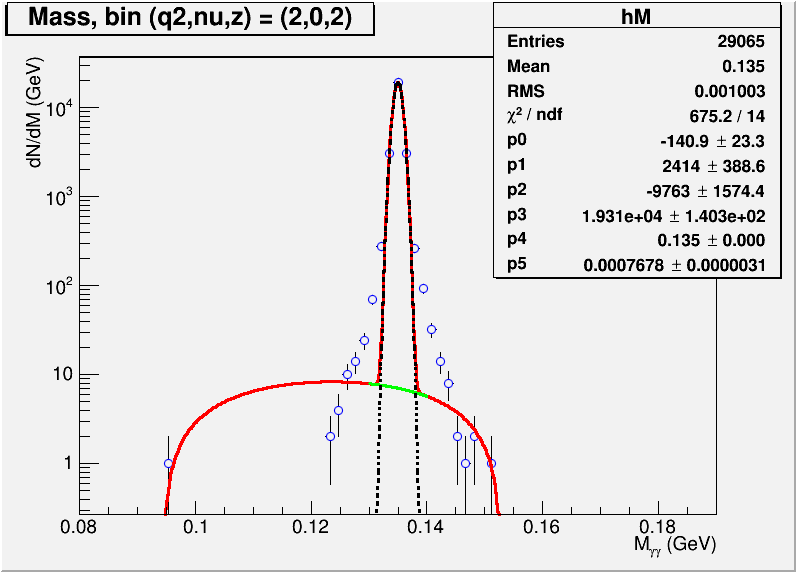 Mass, bin (q2,nu,z) = (2,0,2)
hM
Entries 29065
Mean 0.135
RMS 0.001003
χ² / ndf 675.2 / 14
p0 -140.9 ± 23.3
p1 2414 ± 388.6
p2 -9763 ± 1574.4
p3 1.931e+04 ± 1.403e+02
p4 0.135 ± 0.000
p5 0.0007678 ± 0.0000031
dN/dM (GeV)
10⁴
10³
10²
10
1
0.08 0.1 0.12 0.14 0.16 0.18
Mγγ (GeV)